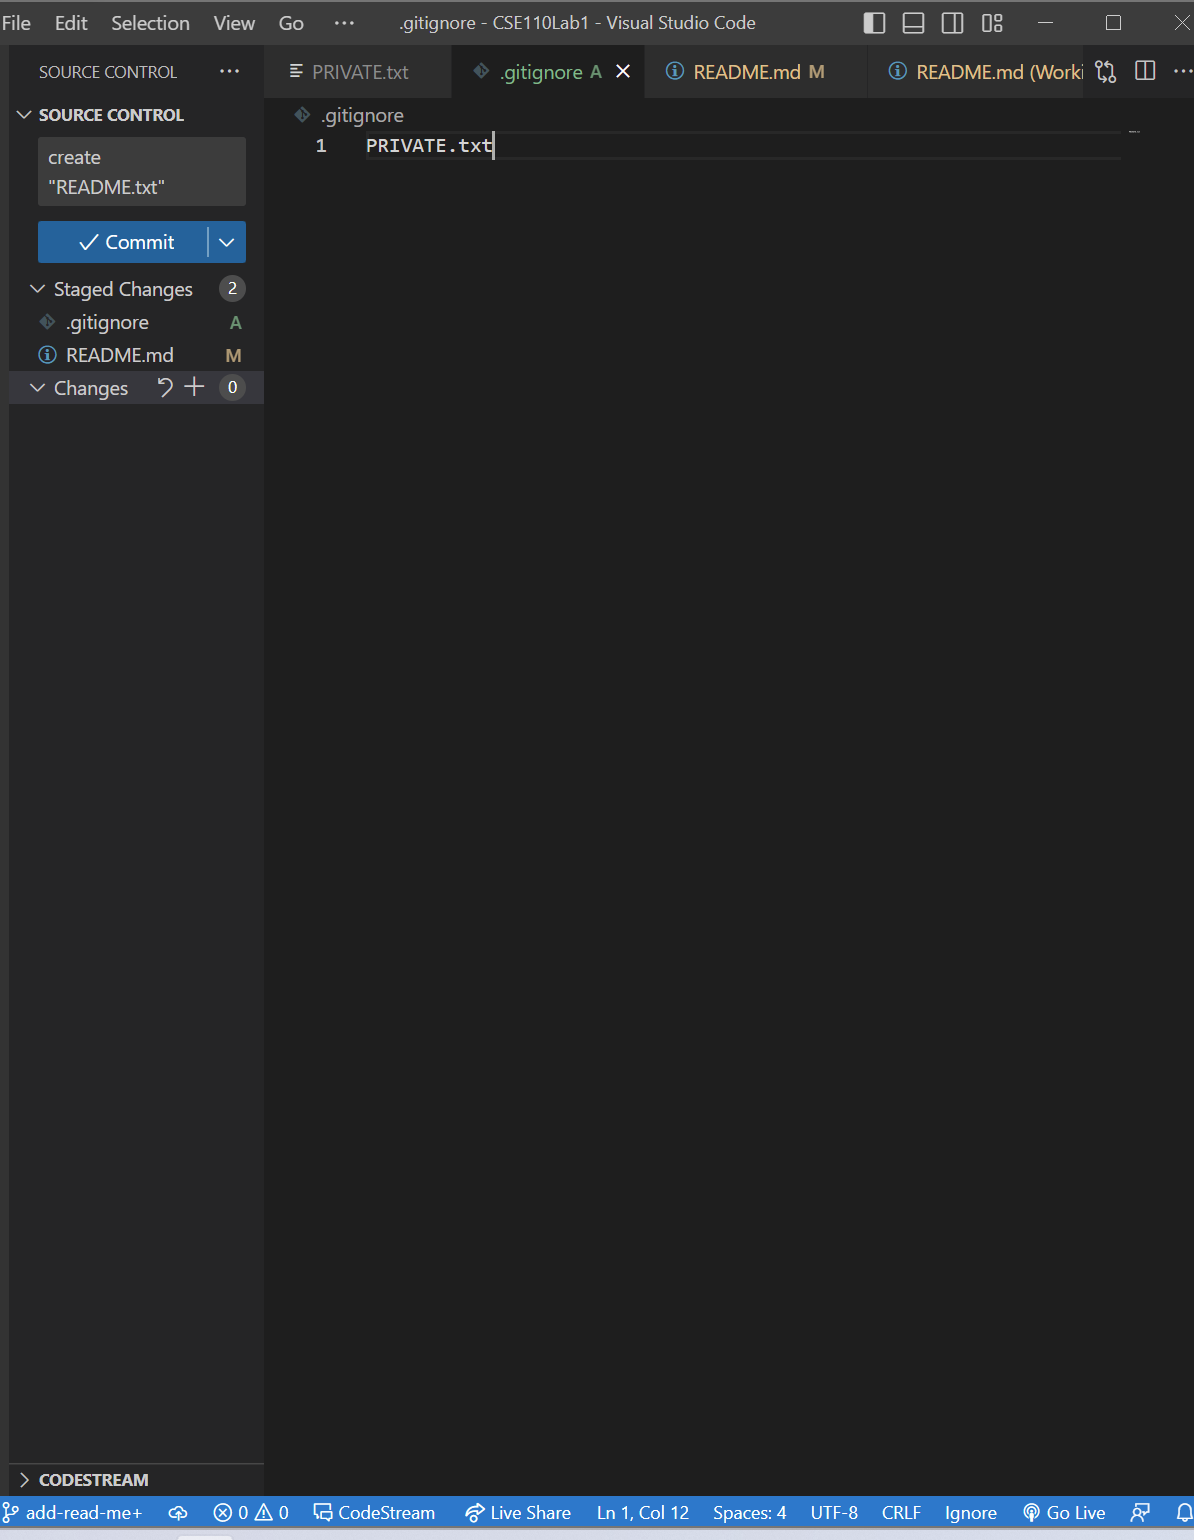 File Edit Selection View Go ··· .gitignore - CSE110Lab1 - Visual Studio Code
SOURCE CONTROL ···
PRIVATE.txt
.gitignore A
README.md M
README.md (Worki ···
SOURCE CONTROL
.gitignore
1 PRIVATE.txt
create
"README.txt"
Commit
Staged Changes 2
.gitignore A
README.md M
Changes 0
CODESTREAM
add-read-me+ 0 0 CodeStream Live Share Ln 1, Col 12 Spaces: 4 UTF-8 CRLF Ignore Go Live